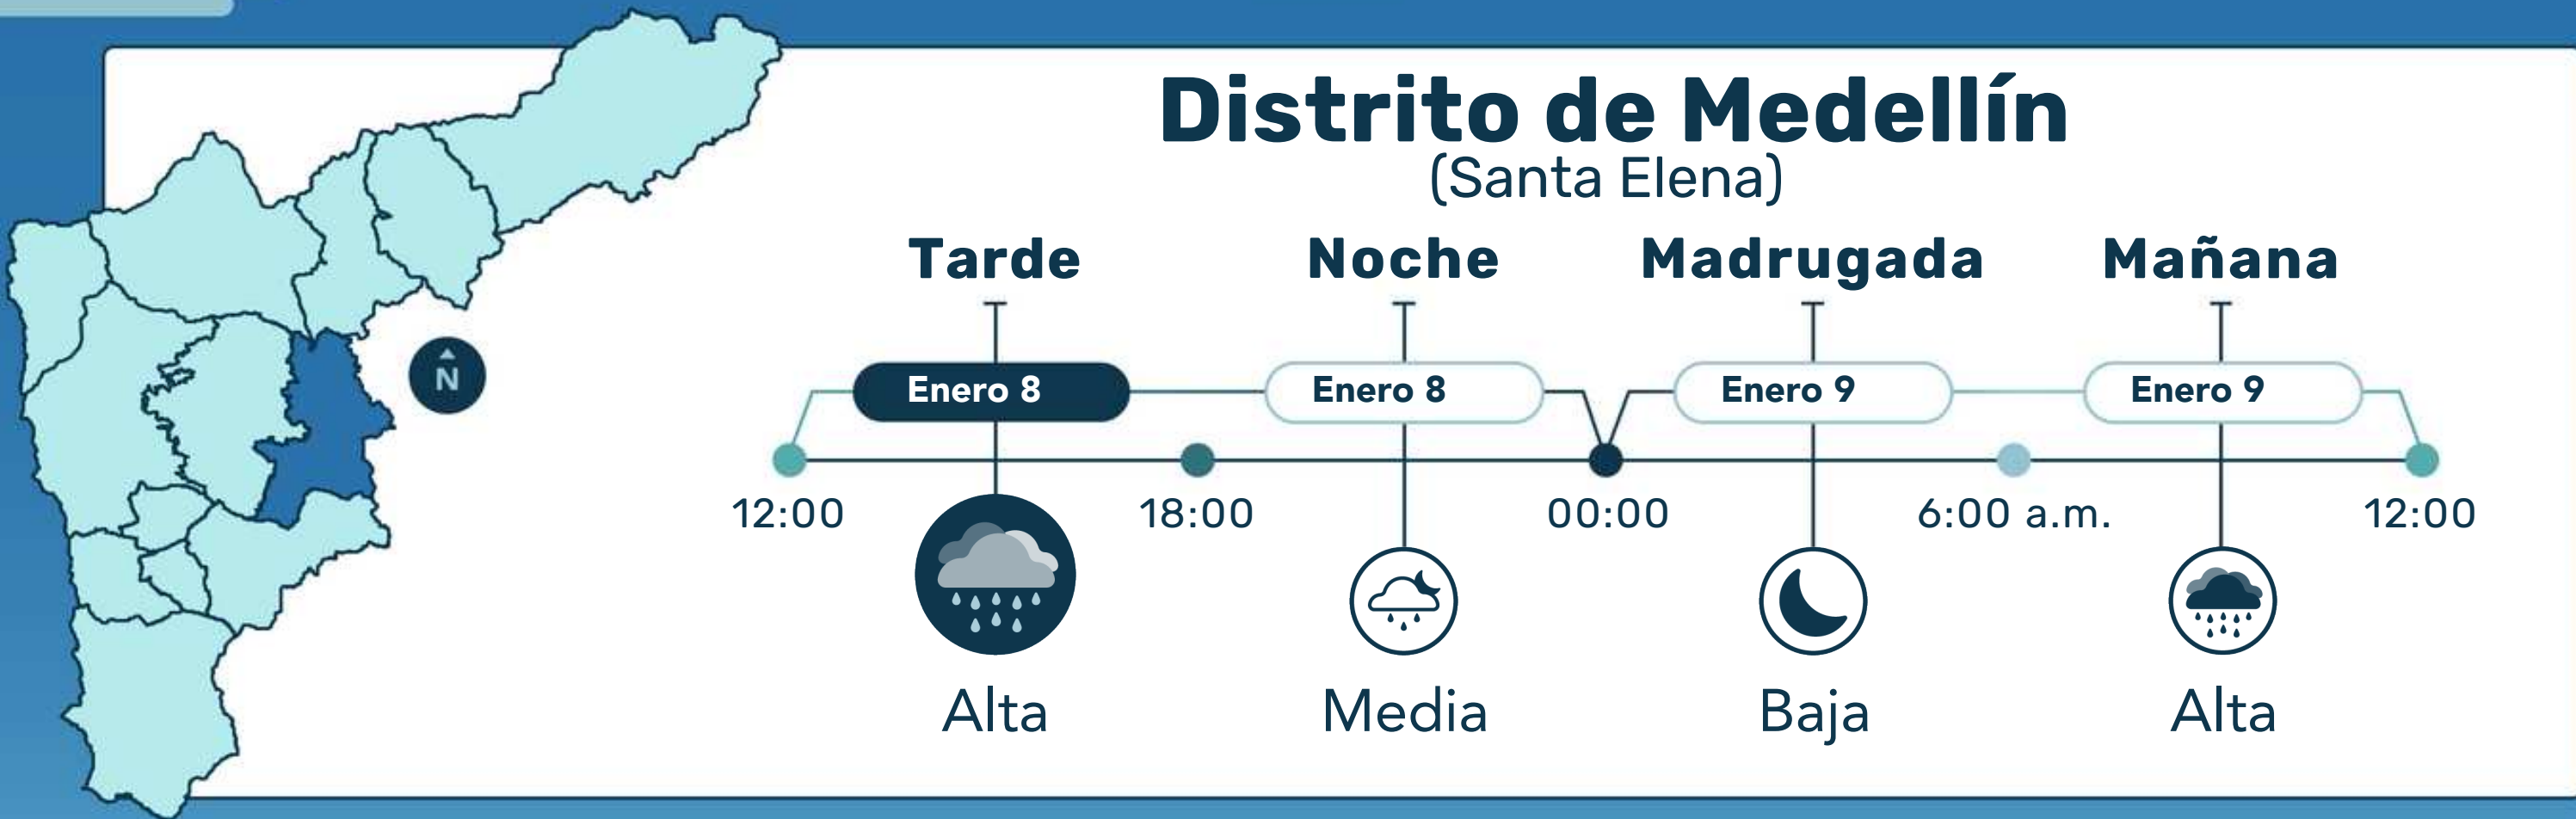 Distrito de Medellín
(Santa Elena)
Tarde Noche Madrugada Mañana
N
Enero 8 Enero 8 Enero 9 Enero 9
12:00 18:00 00:00 6:00 a.m. 12:00
Alta Media Baja Alta